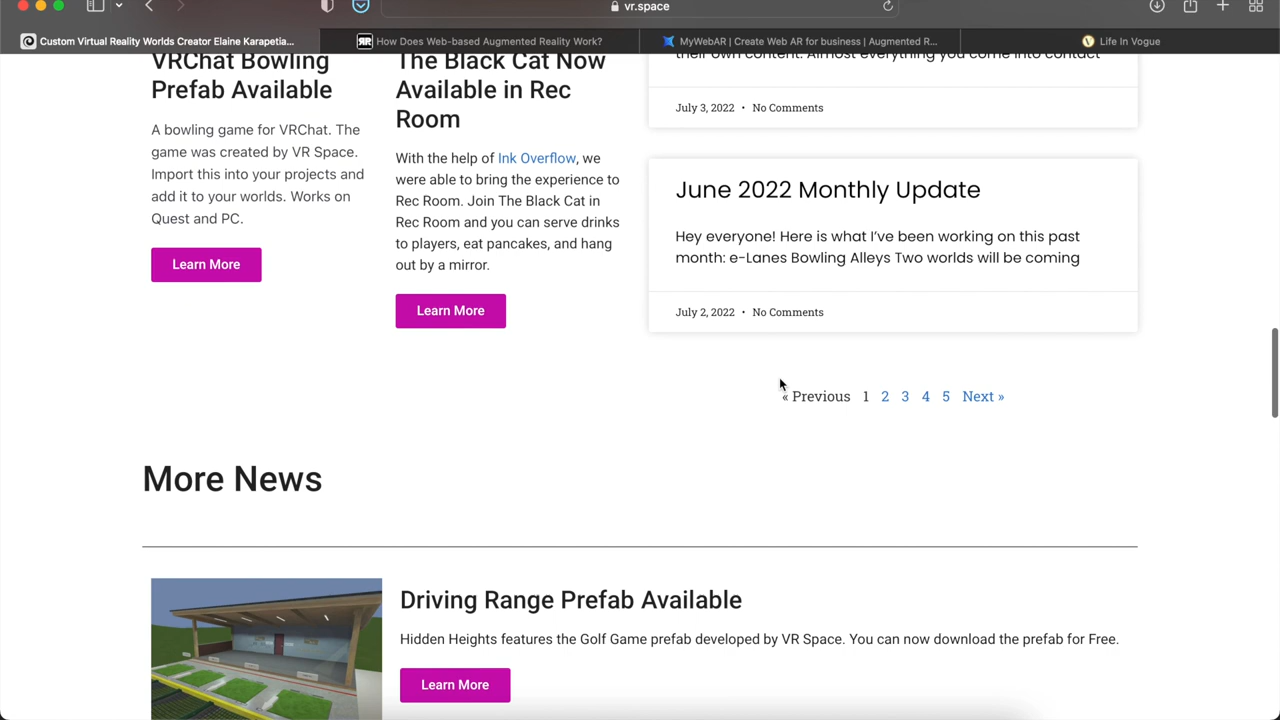 vr.space
Custom Virtual Reality Worlds Creator Elaine Karapetia...
How Does Web-based Augmented Reality Work?
MyWebAR | Create Web AR for business | Augmented R...
Life In Vogue
VRChat Bowling
Prefab Available
A bowling game for VRChat. The
game was created by VR Space.
Import this into your projects and
add it to your worlds. Works on
Quest and PC.
Learn More
The Black Cat Now
Available in Rec
Room
With the help of Ink Overflow, we
were able to bring the experience to
Rec Room. Join The Black Cat in
Rec Room and you can serve drinks
to players, eat pancakes, and hang
out by a mirror.
Learn More
their own content. Almost everything you come into contact
July 3, 2022 • No Comments
June 2022 Monthly Update
Hey everyone! Here is what I've been working on this past
month: e-Lanes Bowling Alleys Two worlds will be coming
July 2, 2022 • No Comments
« Previous 1 2 3 4 5 Next »
More News
Driving Range Prefab Available
Hidden Heights features the Golf Game prefab developed by VR Space. You can now download the prefab for Free.
Learn More